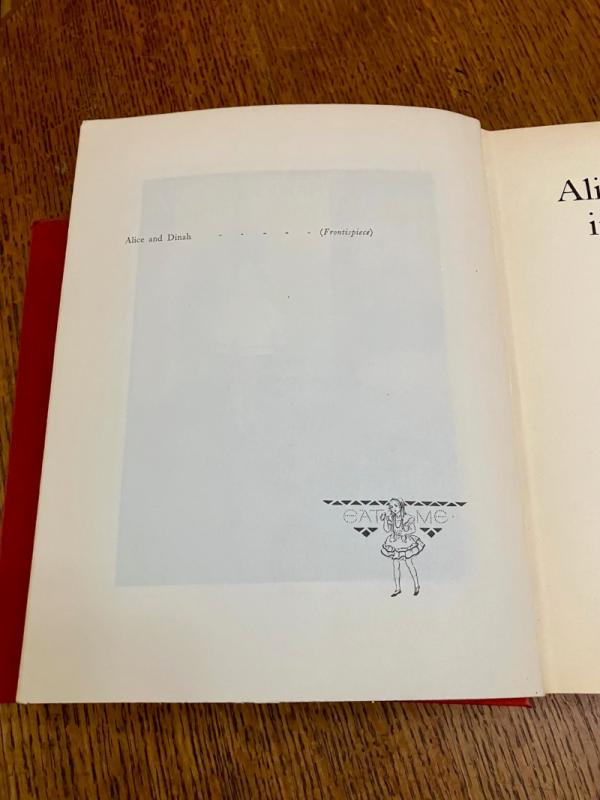 Alice and Dinah - - - - - (Frontispiece)
EAT ME
Ali
i